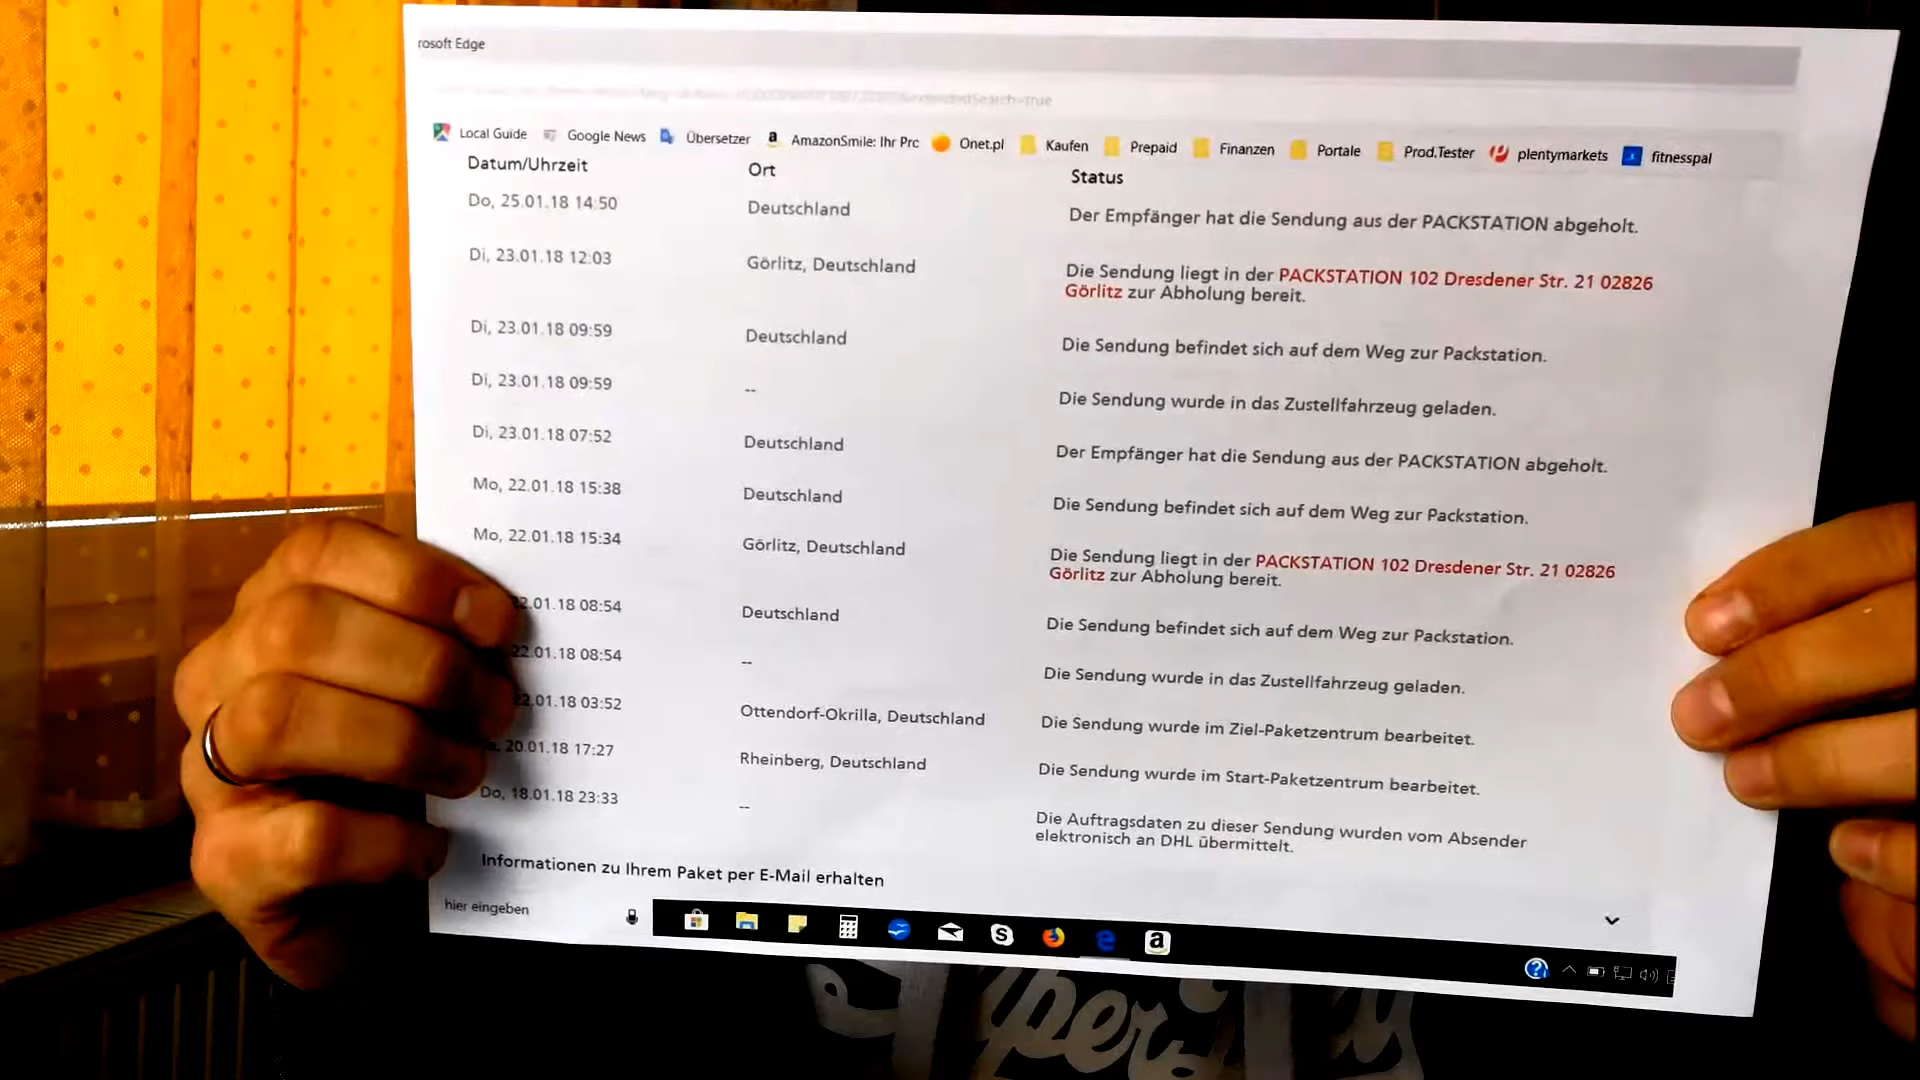 rosoft Edge
Local Guide Google News Übersetzer AmazonSmile: Ihr Prc Onet.pl Kaufen Prepaid Finanzen Portale Prod.Tester plentymarkets fitnesspal
Datum/Uhrzeit Ort Status
Do, 25.01.18 14:50 Deutschland Der Empfänger hat die Sendung aus der PACKSTATION abgeholt.
Di, 23.01.18 12:03 Görlitz, Deutschland Die Sendung liegt in der PACKSTATION 102 Dresdener Str. 21 02826
Görlitz zur Abholung bereit.
Di, 23.01.18 09:59 Deutschland Die Sendung befindet sich auf dem Weg zur Packstation.
Di, 23.01.18 09:59 -- Die Sendung wurde in das Zustellfahrzeug geladen.
Di, 23.01.18 07:52 Deutschland Der Empfänger hat die Sendung aus der PACKSTATION abgeholt.
Mo, 22.01.18 15:38 Deutschland Die Sendung befindet sich auf dem Weg zur Packstation.
Mo, 22.01.18 15:34 Görlitz, Deutschland Die Sendung liegt in der PACKSTATION 102 Dresdener Str. 21 02826
Görlitz zur Abholung bereit.
22.01.18 08:54 Deutschland Die Sendung befindet sich auf dem Weg zur Packstation.
22.01.18 08:54 -- Die Sendung wurde in das Zustellfahrzeug geladen.
22.01.18 03:52 Ottendorf-Okrilla, Deutschland Die Sendung wurde im Ziel-Paketzentrum bearbeitet.
20.01.18 17:27 Rheinberg, Deutschland Die Sendung wurde im Start-Paketzentrum bearbeitet.
Do, 18.01.18 23:33 -- Die Auftragsdaten zu dieser Sendung wurden vom Absender
elektronisch an DHL übermittelt.
Informationen zu Ihrem Paket per E-Mail erhalten
hier eingeben